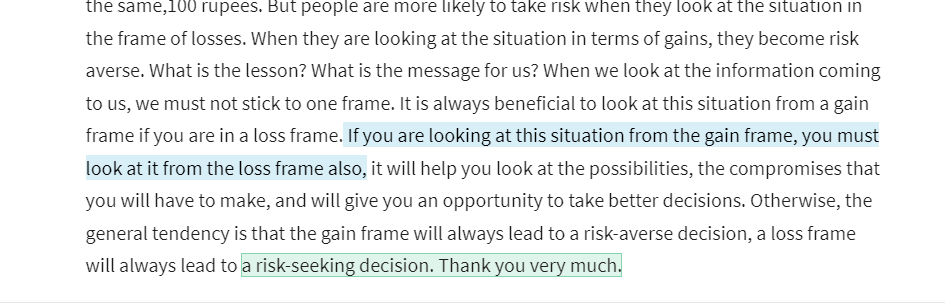 the same,100 rupees. But people are more likely to take risk when they look at the situation in
the frame of losses. When they are looking at the situation in terms of gains, they become risk
averse. What is the lesson? What is the message for us? When we look at the information coming
to us, we must not stick to one frame. It is always beneficial to look at this situation from a gain
frame if you are in a loss frame. If you are looking at this situation from the gain frame, you must
look at it from the loss frame also, it will help you look at the possibilities, the compromises that
you will have to make, and will give you an opportunity to take better decisions. Otherwise, the
general tendency is that the gain frame will always lead to a risk-averse decision, a loss frame
will always lead to a risk-seeking decision. Thank you very much.